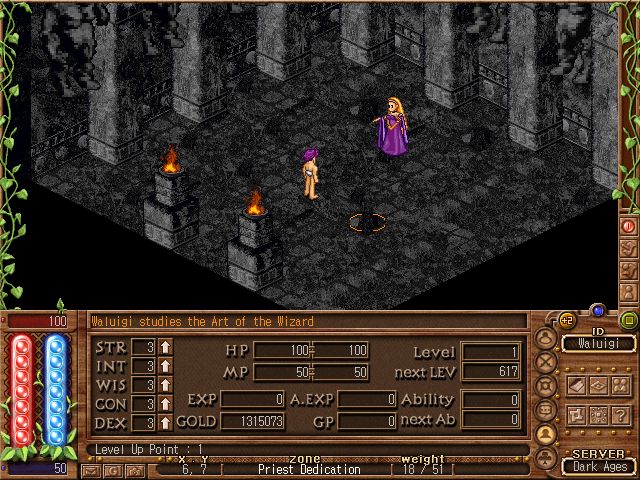 100 Waluigi studies the Art of the Wizard
+2
ID
Waluigi
STR 3 HP 100 100 Level 1
INT 3 MP 50 50 next LEV 617
WIS 3
CON 3 EXP 0 A.EXP 0 Ability 0
DEX 3 GOLD 1315073 GP 0 next Ab 0
Level Up Point : 1
50 G X Y 6, 7 zone Priest Dedication weight [ 18 / 51 [
?
SERVER
Dark Ages